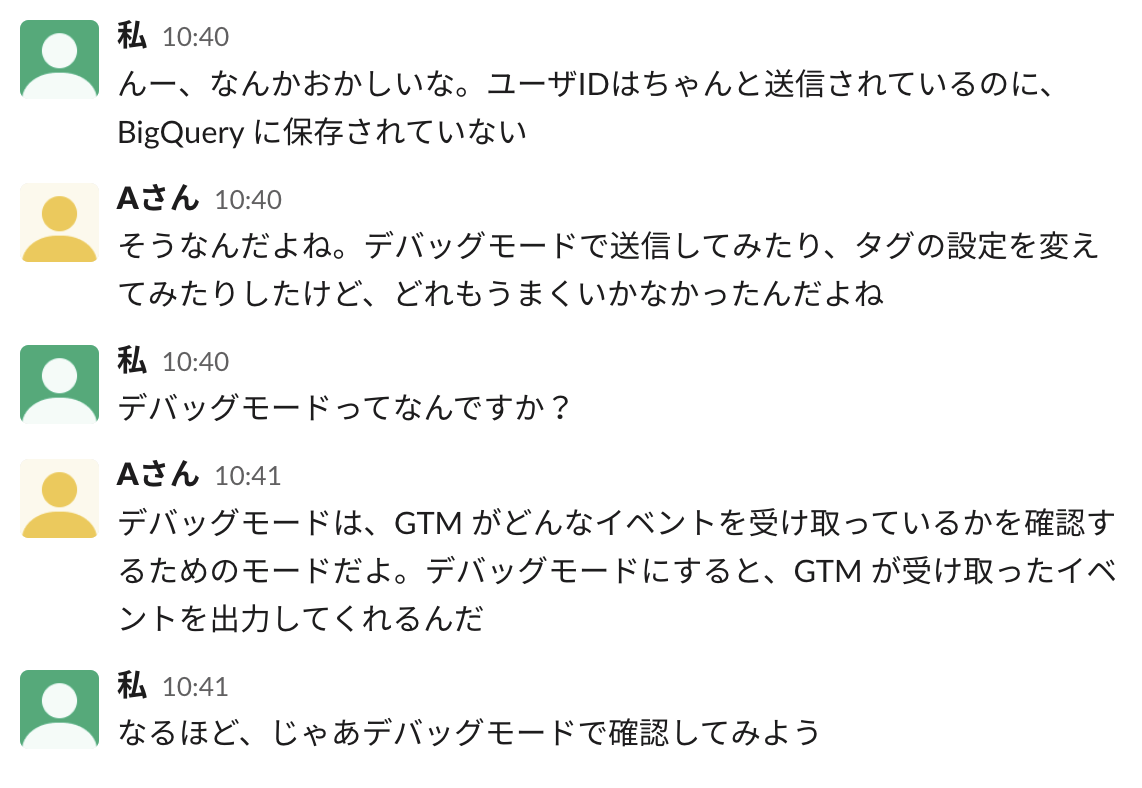 私 10:40
んー、なんかおかしいな。ユーザIDはちゃんと送信されているのに、
BigQuery に保存されていない
Aさん 10:40
そうなんだよね。デバッグモードで送信してみたり、タグの設定を変え
てみたりしたけど、どれもうまくいかなかったんだよね
私 10:40
デバッグモードってなんですか？
Aさん 10:41
デバッグモードは、GTM がどんなイベントを受け取っているかを確認す
るためのモードだよ。デバッグモードにすると、GTM が受け取ったイベ
ントを出力してくれるんだ
私 10:41
なるほど、じゃあデバッグモードで確認してみよう